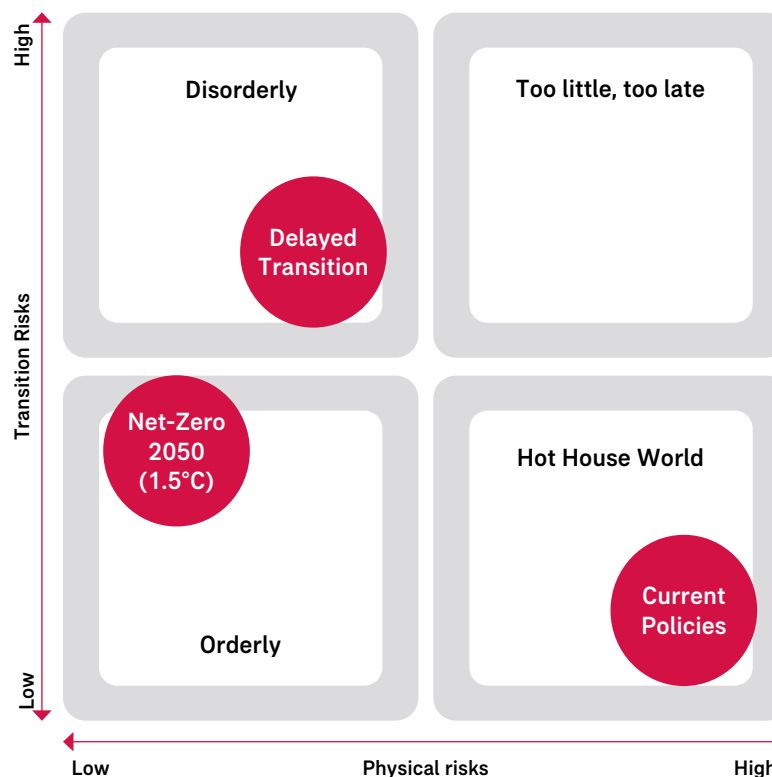 High
Disorderly
Too little, too late
Delayed
Transition
Transition Risks
Net-Zero
2050
(1.5°C)
Hot House World
Current
Policies
Orderly
Low
Low
Physical risks
High